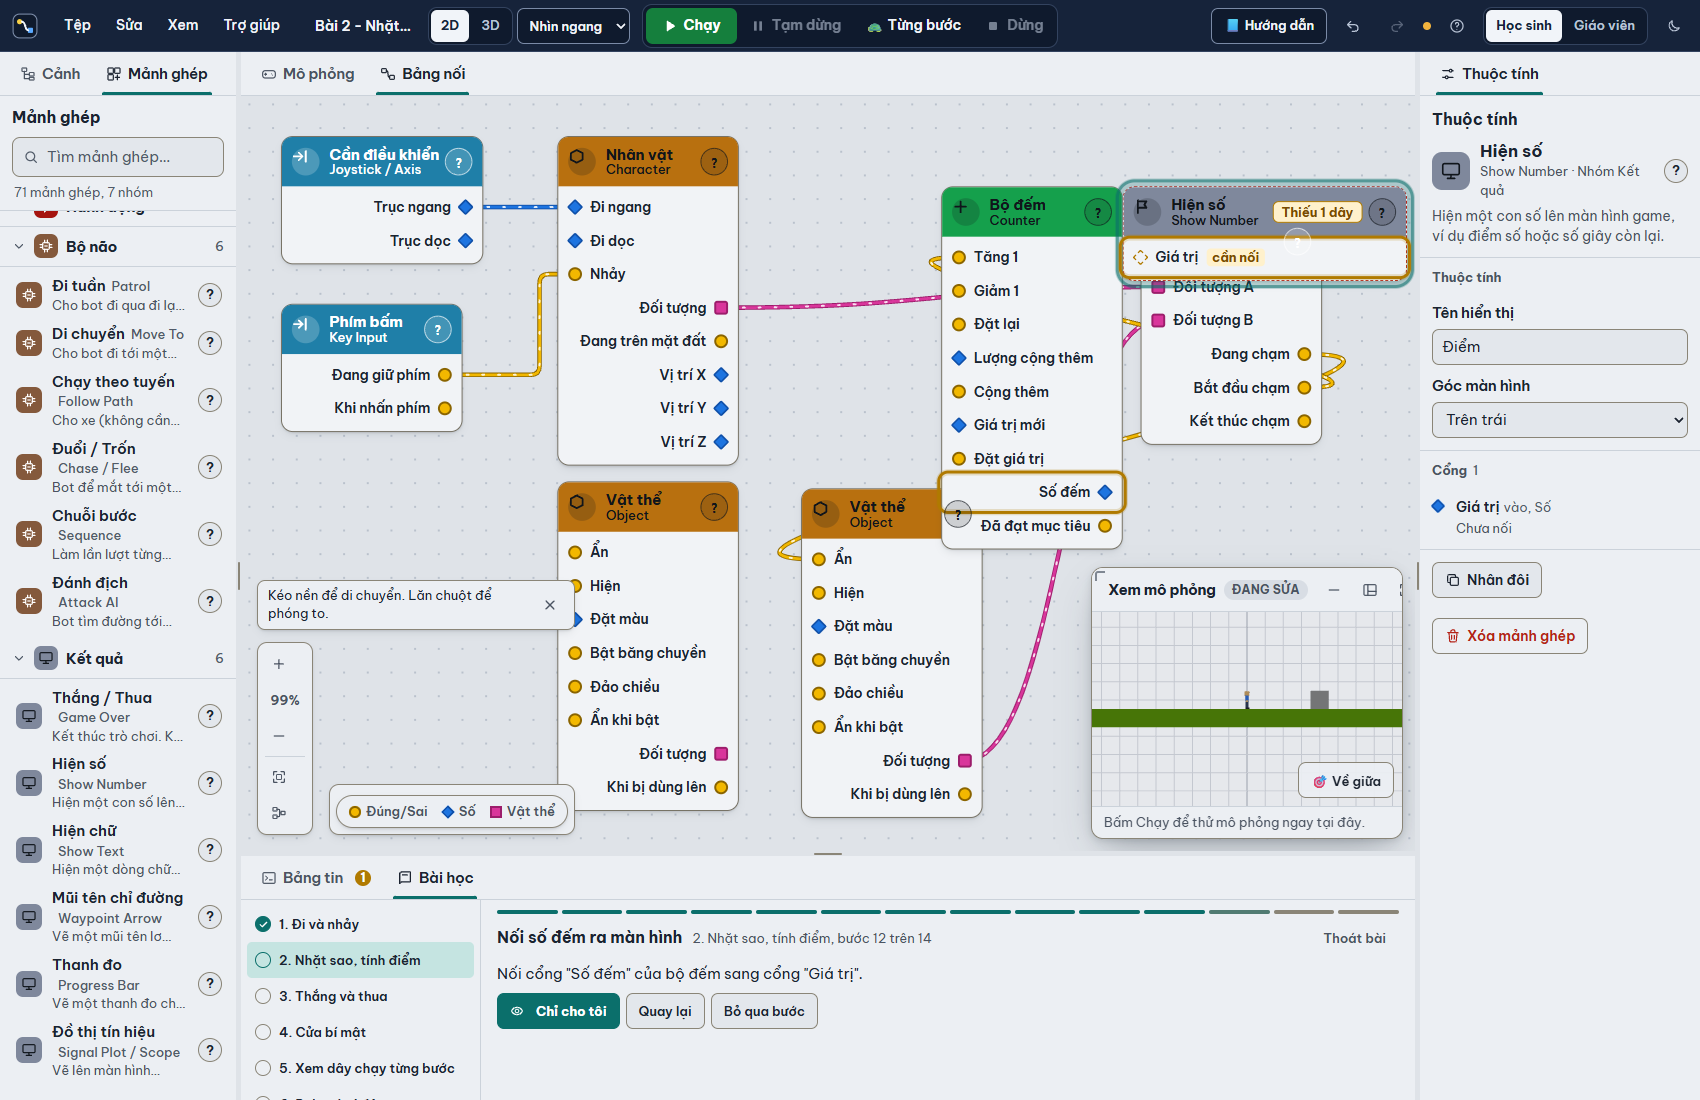 Tệp Sửa Xem Trợ giúp Bài 2 - Nhặt... 2D 3D Nhìn ngang Chạy Tạm dừng Từng bước Dừng Hướng dẫn Học sinh Giáo viên
Cảnh Mảnh ghép
Mảnh ghép
Tìm mảnh ghép...
71 mảnh ghép, 7 nhóm
Bộ não 6
Đi tuần Patrol
Cho bot đi qua đi lạ...
?
Di chuyển Move To
Cho bot đi tới một...
?
Chạy theo tuyến
Follow Path
Cho xe (không cần...
?
Đuổi / Trốn
Chase / Flee
Bot để mắt tới một...
?
Chuỗi bước
Sequence
Làm lần lượt từng...
?
Đánh địch
Attack AI
Bot tìm đường tới...
?
Kết quả 6
Thắng / Thua
Game Over
Kết thúc trò chơi. K...
?
Hiện số
Show Number
Hiện một con số lên...
?
Hiện chữ
Show Text
Hiện một dòng chữ...
?
Mũi tên chỉ đường
Waypoint Arrow
Vẽ một mũi tên lơ...
?
Thanh đo
Progress Bar
Vẽ một thanh đo ch...
?
Đồ thị tín hiệu
Signal Plot / Scope
Vẽ lên màn hình...
?
Mô phỏng Bảng nối
Cần điều khiển
Joystick / Axis
?
Trục ngang
Trục dọc
Phím bấm
Key Input
?
Đang giữ phím
Khi nhấn phím
Nhân vật
Character
?
Đi ngang
Đi dọc
Nhảy
Đối tượng
Đang trên mặt đất
Vị trí X
Vị trí Y
Vị trí Z
Vật thể
Object
?
Ẩn
Hiện
Đặt màu
Bật băng chuyền
Đảo chiều
Ẩn khi bật
Đối tượng
Khi bị dùng lên
Vật thể
Object
?
Ẩn
Hiện
Đặt màu
Bật băng chuyền
Đảo chiều
Ẩn khi bật
Đối tượng
Khi bị dùng lên
Bộ đếm
Counter
?
Tăng 1
Giảm 1
Đặt lại
Lượng cộng thêm
Cộng thêm
Giá trị mới
Đặt giá trị
Số đếm
Đã đạt mục tiêu
Hiện số
Show Number
Thiếu 1 dây
?
Giá trị cần nối
?
Đối tượng A
Đối tượng B
Đang chạm
Bắt đầu chạm
Kết thúc chạm
Kéo nền để di chuyển. Lăn chuột để
phóng to.
99%
Đúng/Sai Số Vật thể
Xem mô phỏng ĐANG SỬA
Về giữa
Bấm Chạy để thử mô phỏng ngay tại đây.
Bảng tin 1 Bài học
1. Đi và nhảy
2. Nhặt sao, tính điểm
3. Thắng và thua
4. Cửa bí mật
5. Xem dây chạy từng bước
Nối số đếm ra màn hình 2. Nhặt sao, tính điểm, bước 12 trên 14 Thoát bài
Nối cổng "Số đếm" của bộ đếm sang cổng "Giá trị".
Chỉ cho tôi Quay lại Bỏ qua bước
Thuộc tính
Thuộc tính
Hiện số
Show Number · Nhóm Kết
quả
?
Hiện một con số lên màn hình game,
ví dụ điểm số hoặc số giây còn lại.
Thuộc tính
Tên hiển thị
Điểm
Góc màn hình
Trên trái
Cổng 1
Giá trị vào, Số
Chưa nối
Nhân đôi
Xóa mảnh ghép